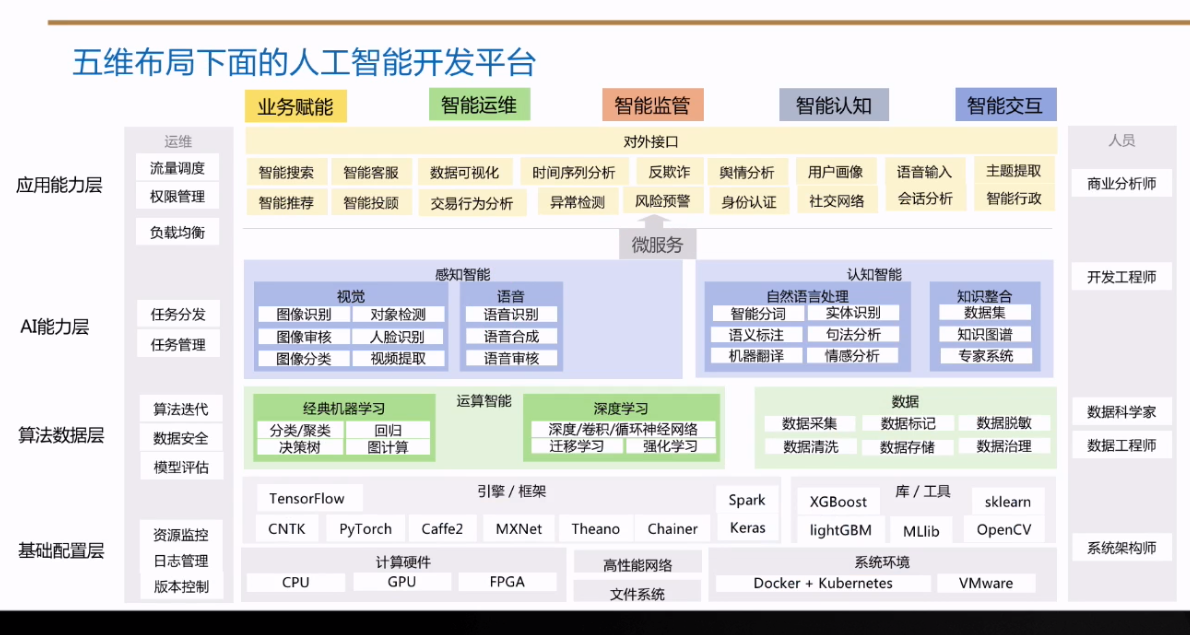 五维布局下面的人工智能开发平台
业务赋能 智能运维 智能监管 智能认知 智能交互
运维 对外接口 人员
应用能力层
流量调度 权限管理 负载均衡
智能搜索 智能客服 数据可视化 时间序列分析 反欺诈 舆情分析 用户画像 语音输入 主题提取
智能推荐 智能投顾 交易行为分析 异常检测 风险预警 身份认证 社交网络 会话分析 智能行政
商业分析师
微服务
AI能力层
任务分发 任务管理
感知智能
视觉
图像识别 对象检测
图像审核 人脸识别
图像分类 视频提取
语音
语音识别
语音合成
语音审核
认知智能
自然语言处理
智能分词 实体识别
语义标注 句法分析
机器翻译 情感分析
知识整合
数据集
知识图谱
专家系统
开发工程师
算法数据层
算法迭代 数据安全 模型评估
运算智能
经典机器学习
分类/聚类 回归
决策树 图计算
深度学习
深度/卷积/循环神经网络
迁移学习 强化学习
数据
数据采集 数据标记 数据脱敏
数据清洗 数据存储 数据治理
数据科学家
数据工程师
基础配置层
资源监控 日志管理 版本控制
引擎 / 框架
TensorFlow Spark
CNTK PyTorch Caffe2 MXNet Theano Chainer Keras
库 / 工具
XGBoost sklearn
lightGBM MLlib OpenCV
计算硬件
CPU GPU FPGA
高性能网络
文件系统
系统环境
Docker + Kubernetes VMware
系统架构师